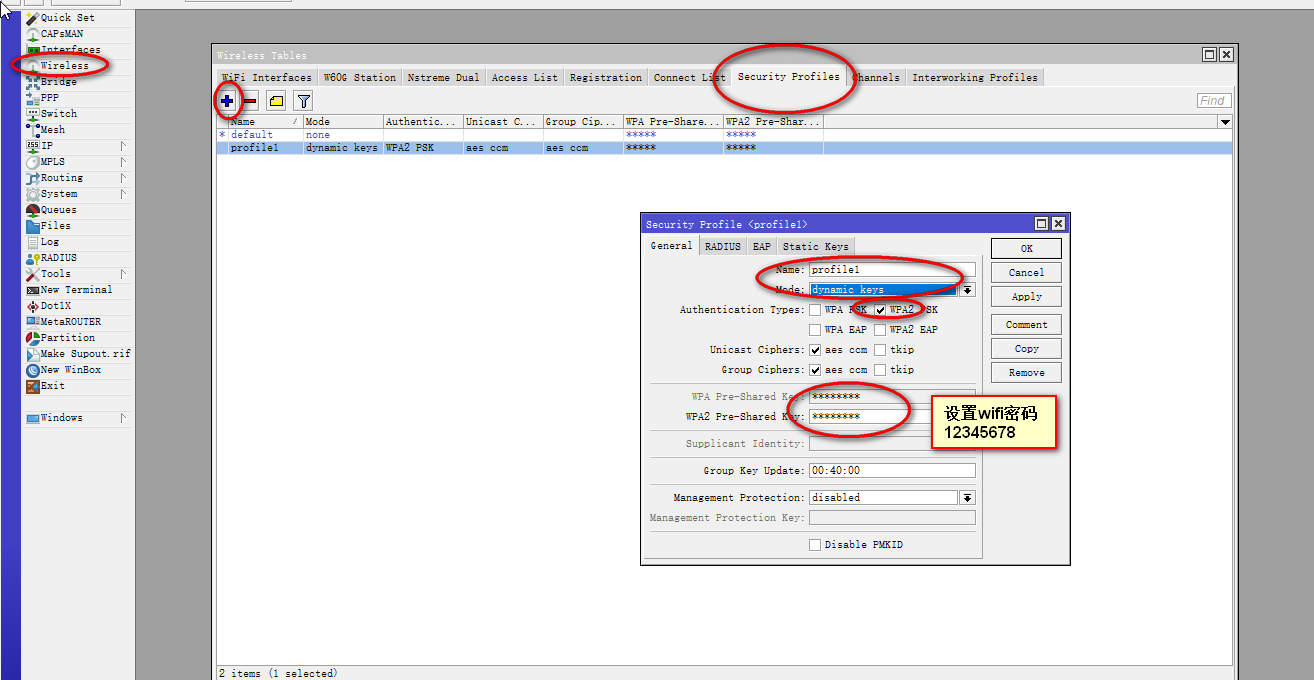 Quick Set
CAPsMAN
Interfaces
Wireless
Bridge
PPP
Switch
Mesh
IP
MPLS
Routing
System
Queues
Files
Log
RADIUS
Tools
New Terminal
Dot1X
MetaROUTER
Partition
Make Supout.rif
New WinBox
Exit
Windows
Wireless Tables
WiFi Interfaces W60G Station Nstreme Dual Access List Registration Connect List Security Profiles Channels Interworking Profiles
Find
Name / Mode Authentic... Unicast C... Group Cip... WPA Pre-Share... WPA2 Pre-Shar...
* default none ***** *****
profile1 dynamic keys WPA2 PSK aes ccm aes ccm ***** *****
Security Profile <profile1>
General RADIUS EAP Static Keys
Name: profile1
Mode: dynamic keys
Authentication Types: WPA PSK WPA2 PSK
WPA EAP WPA2 EAP
Unicast Ciphers: aes ccm tkip
Group Ciphers: aes ccm tkip
WPA Pre-Shared Key: ********
WPA2 Pre-Shared Key: ********
Supplicant Identity:
Group Key Update: 00:40:00
Management Protection: disabled
Management Protection Key:
Disable PMKID
OK
Cancel
Apply
Comment
Copy
Remove
设置wifi密码
12345678
2 items (1 selected)